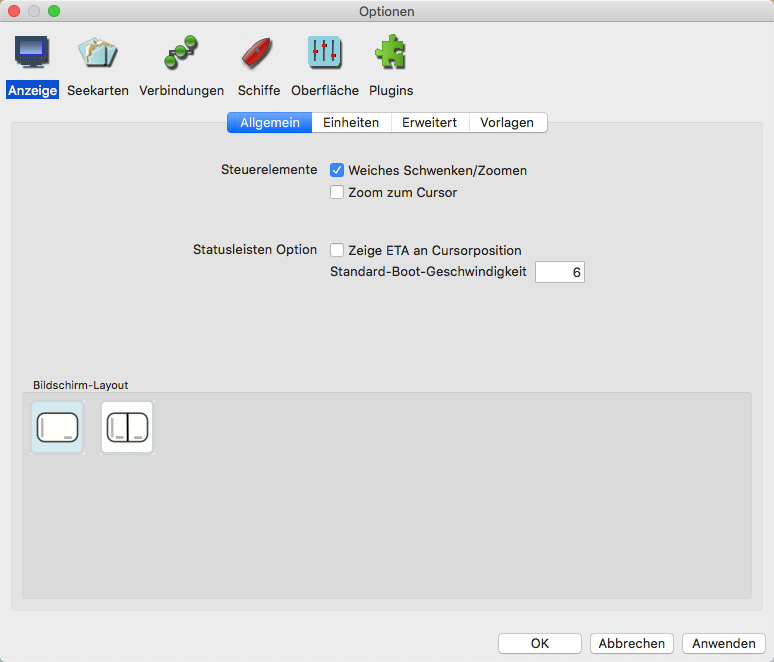 Optionen
Anzeige Seekarten Verbindungen Schiffe Oberfläche Plugins
Allgemein Einheiten Erweitert Vorlagen
Steuerelemente Weiches Schwenken/Zoomen
Zoom zum Cursor
Statusleisten Option Zeige ETA an Cursorposition
Standard-Boot-Geschwindigkeit 6
Bildschirm-Layout
OK Abbrechen Anwenden